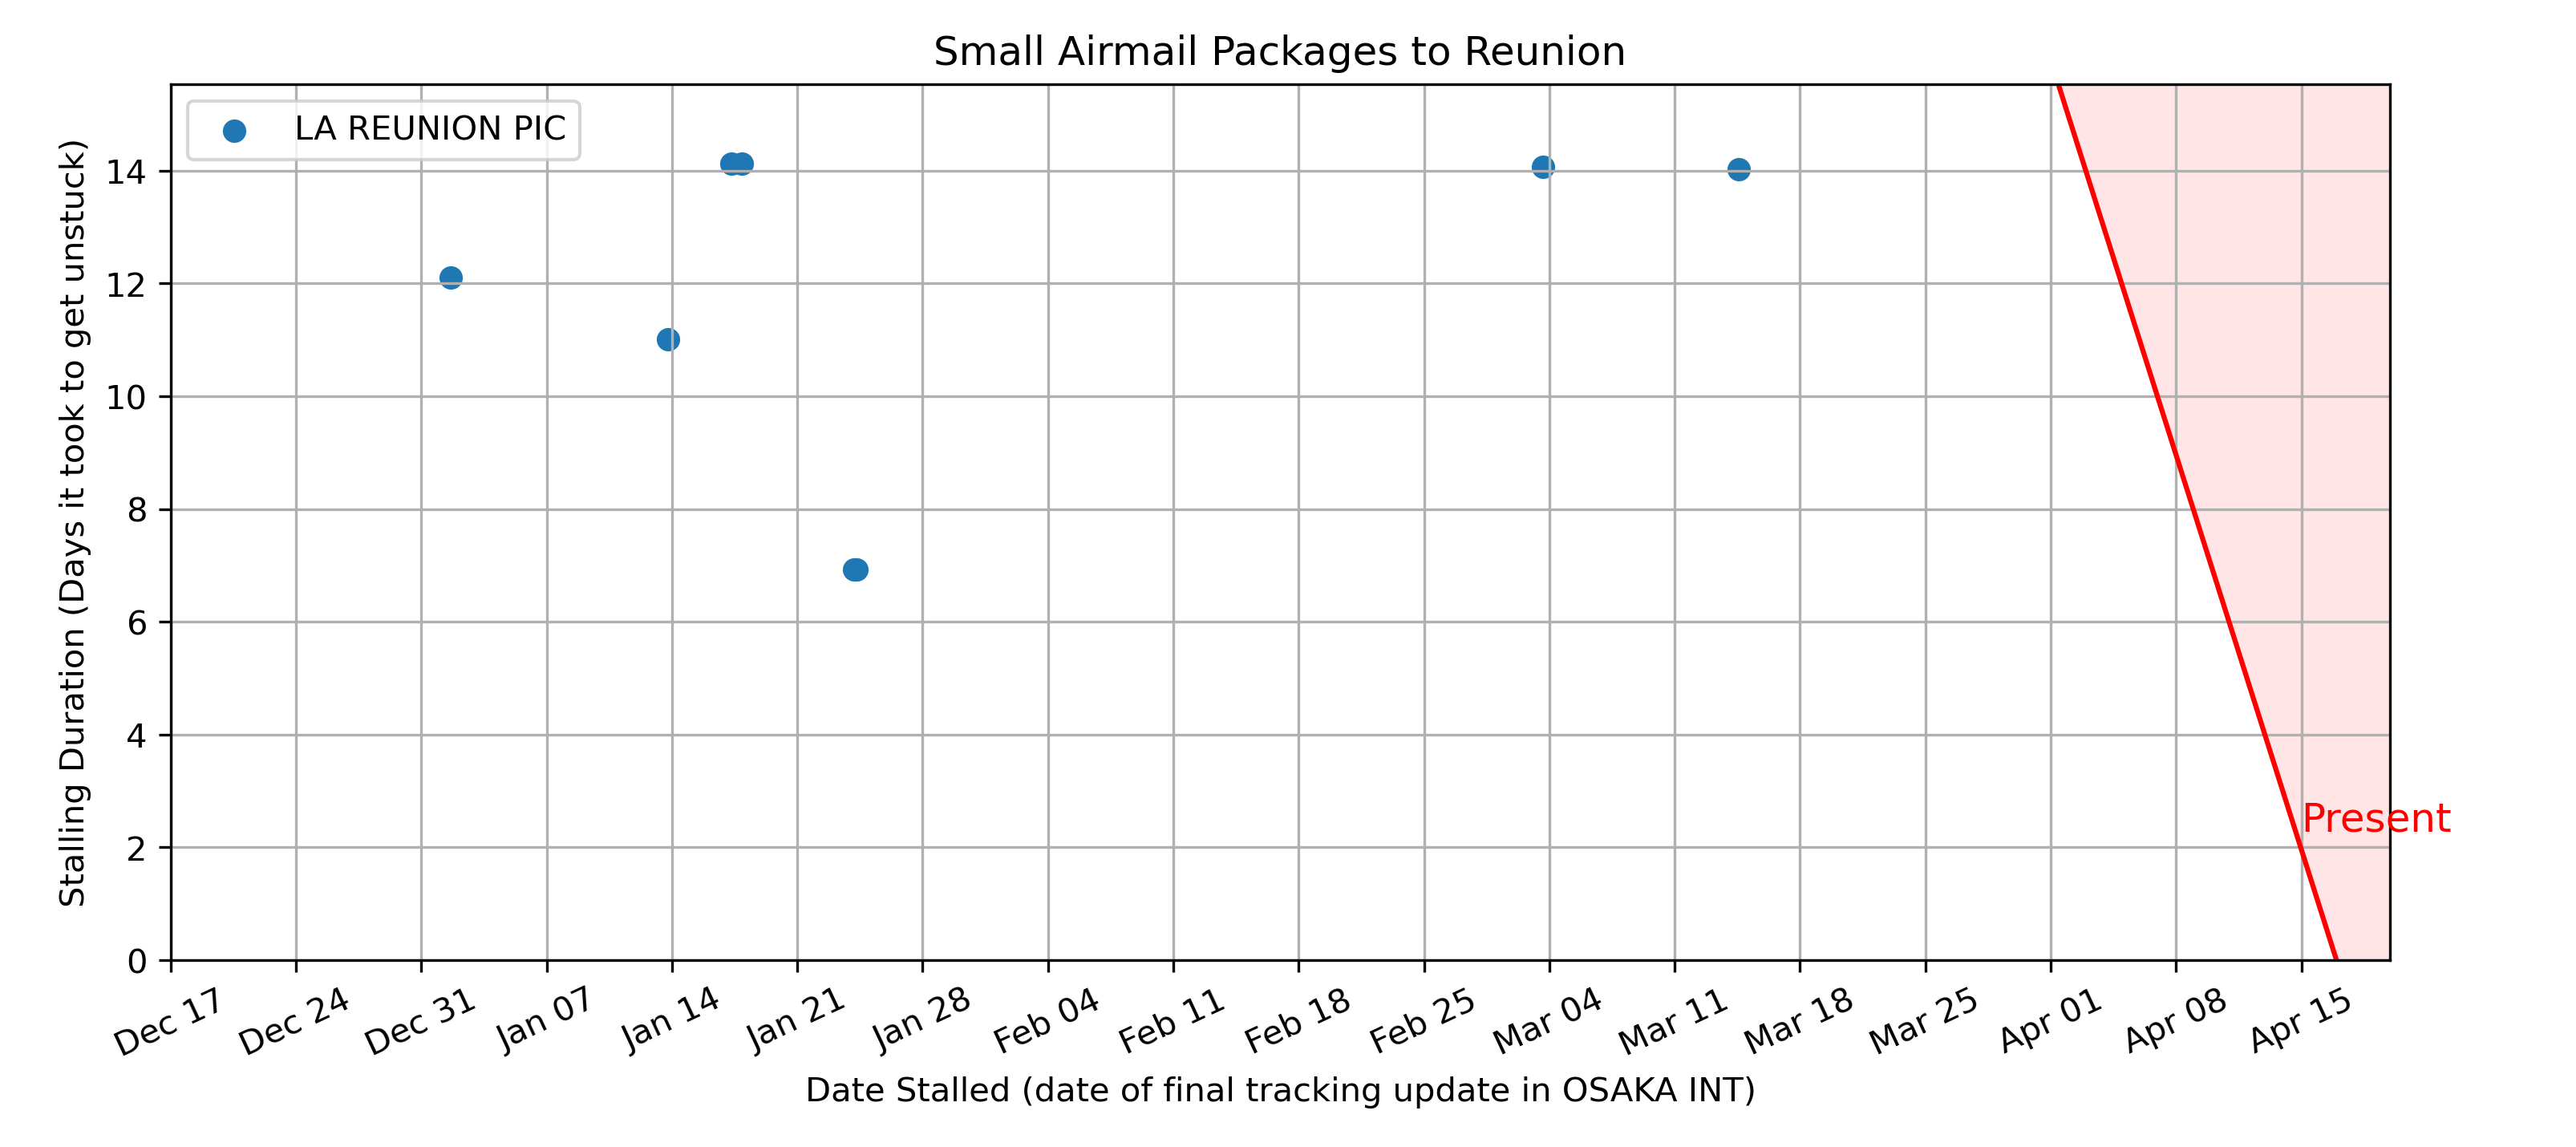 Small Airmail Packages to Reunion
LA REUNION PIC
Stalling Duration (Days it took to get unstuck)
14
12
10
8
6
4
2
0
Present
Dec 17
Dec 24
Dec 31
Jan 07
Jan 14
Jan 21
Jan 28
Feb 04
Feb 11
Feb 18
Feb 25
Mar 04
Mar 11
Mar 18
Mar 25
Apr 01
Apr 08
Apr 15
Date Stalled (date of final tracking update in OSAKA INT)